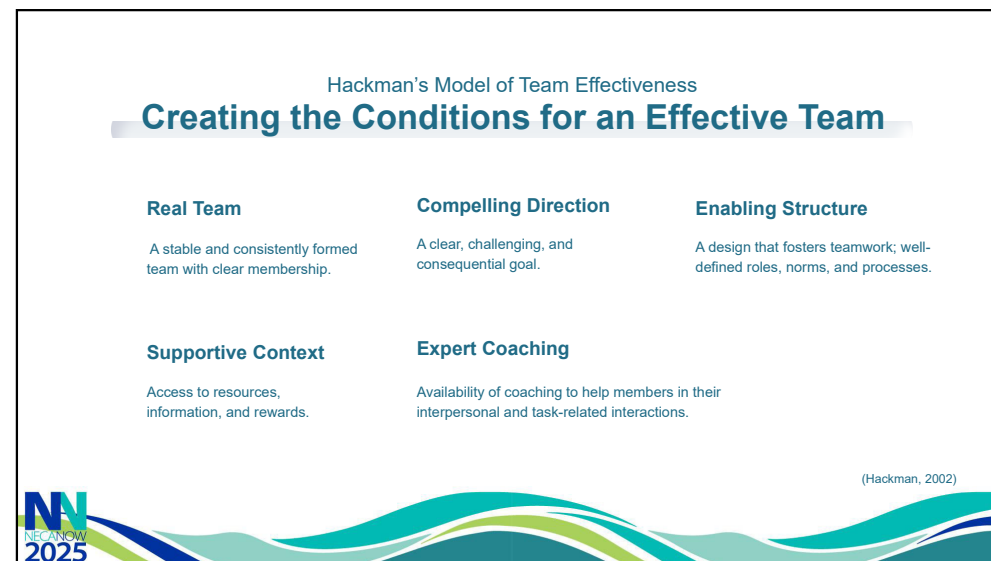 Hackman’s Model of Team Effectiveness
Creating the Conditions for an Effective Team
Real Team
A stable and consistently formed
team with clear membership.
Compelling Direction
A clear, challenging, and
consequential goal.
Enabling Structure
A design that fosters teamwork; well-
defined roles, norms, and processes.
Supportive Context
Access to resources,
information, and rewards.
Expert Coaching
Availability of coaching to help members in their
interpersonal and task-related interactions.
(Hackman, 2002)
NN
NECANOW
2025